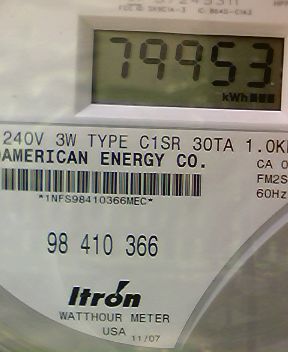 79953
kWh
240V 3W TYPE C1SR 30TA 1.0K
AMERICAN ENERGY CO.
CA 0
FM2S
60Hz
*1NFS98410366MEC*
98 410 366
Itrón
WATTHOUR METER
USA 11/07